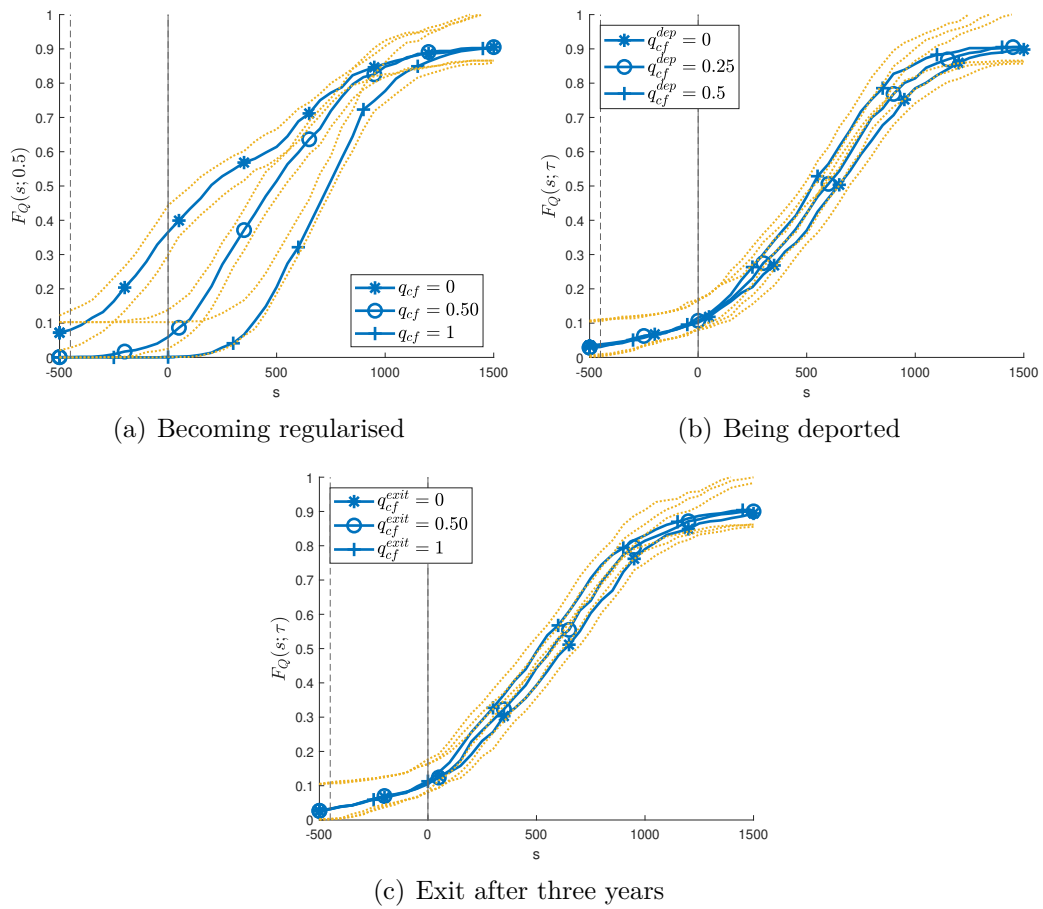 1
0.9
0.8
0.7
0.6
0.5
0.4
0.3
0.2
0.1
0
F_Q(s; 0.5)
q_cf = 0
q_cf = 0.50
q_cf = 1
-500 0 500 1000 1500
s
(a) Becoming regularised
1
0.9
0.8
0.7
0.6
0.5
0.4
0.3
0.2
0.1
0
F_Q(s; τ)
q_cf^dep = 0
q_cf^dep = 0.25
q_cf^dep = 0.5
-500 0 500 1000 1500
s
(b) Being deported
1
0.9
0.8
0.7
0.6
0.5
0.4
0.3
0.2
0.1
0
F_Q(s; τ)
q_cf^exit = 0
q_cf^exit = 0.50
q_cf^exit = 1
-500 0 500 1000 1500
s
(c) Exit after three years